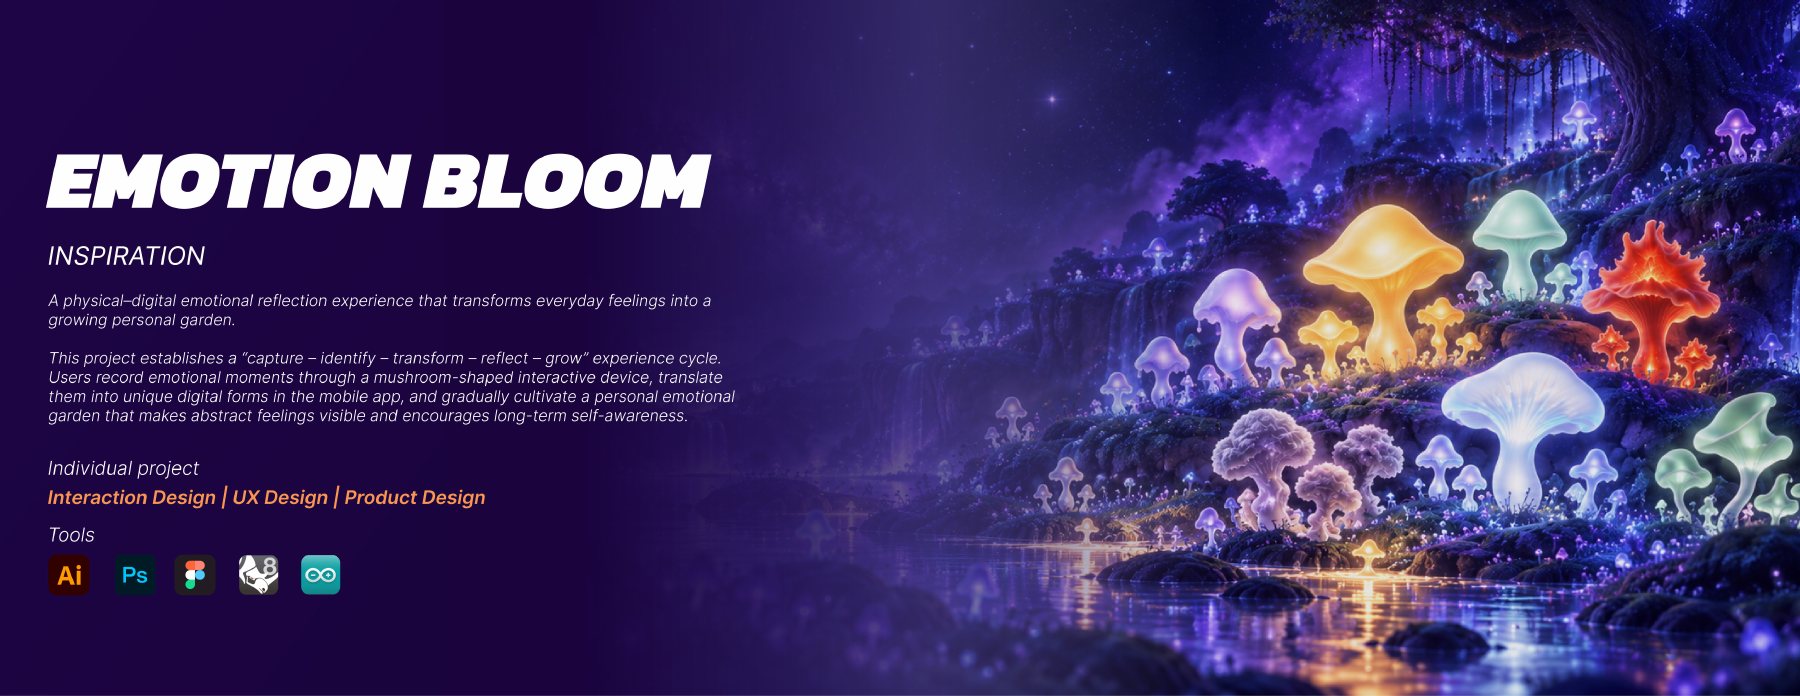 EMOTION BLOOM
INSPIRATION
A physical–digital emotional reflection experience that transforms everyday feelings into a
growing personal garden.
This project establishes a “capture – identify – transform – reflect – grow” experience cycle.
Users record emotional moments through a mushroom-shaped interactive device, translate
them into unique digital forms in the mobile app, and gradually cultivate a personal emotional
garden that makes abstract feelings visible and encourages long-term self-awareness.
Individual project
Interaction Design | UX Design | Product Design
Tools
Ai Ps 8